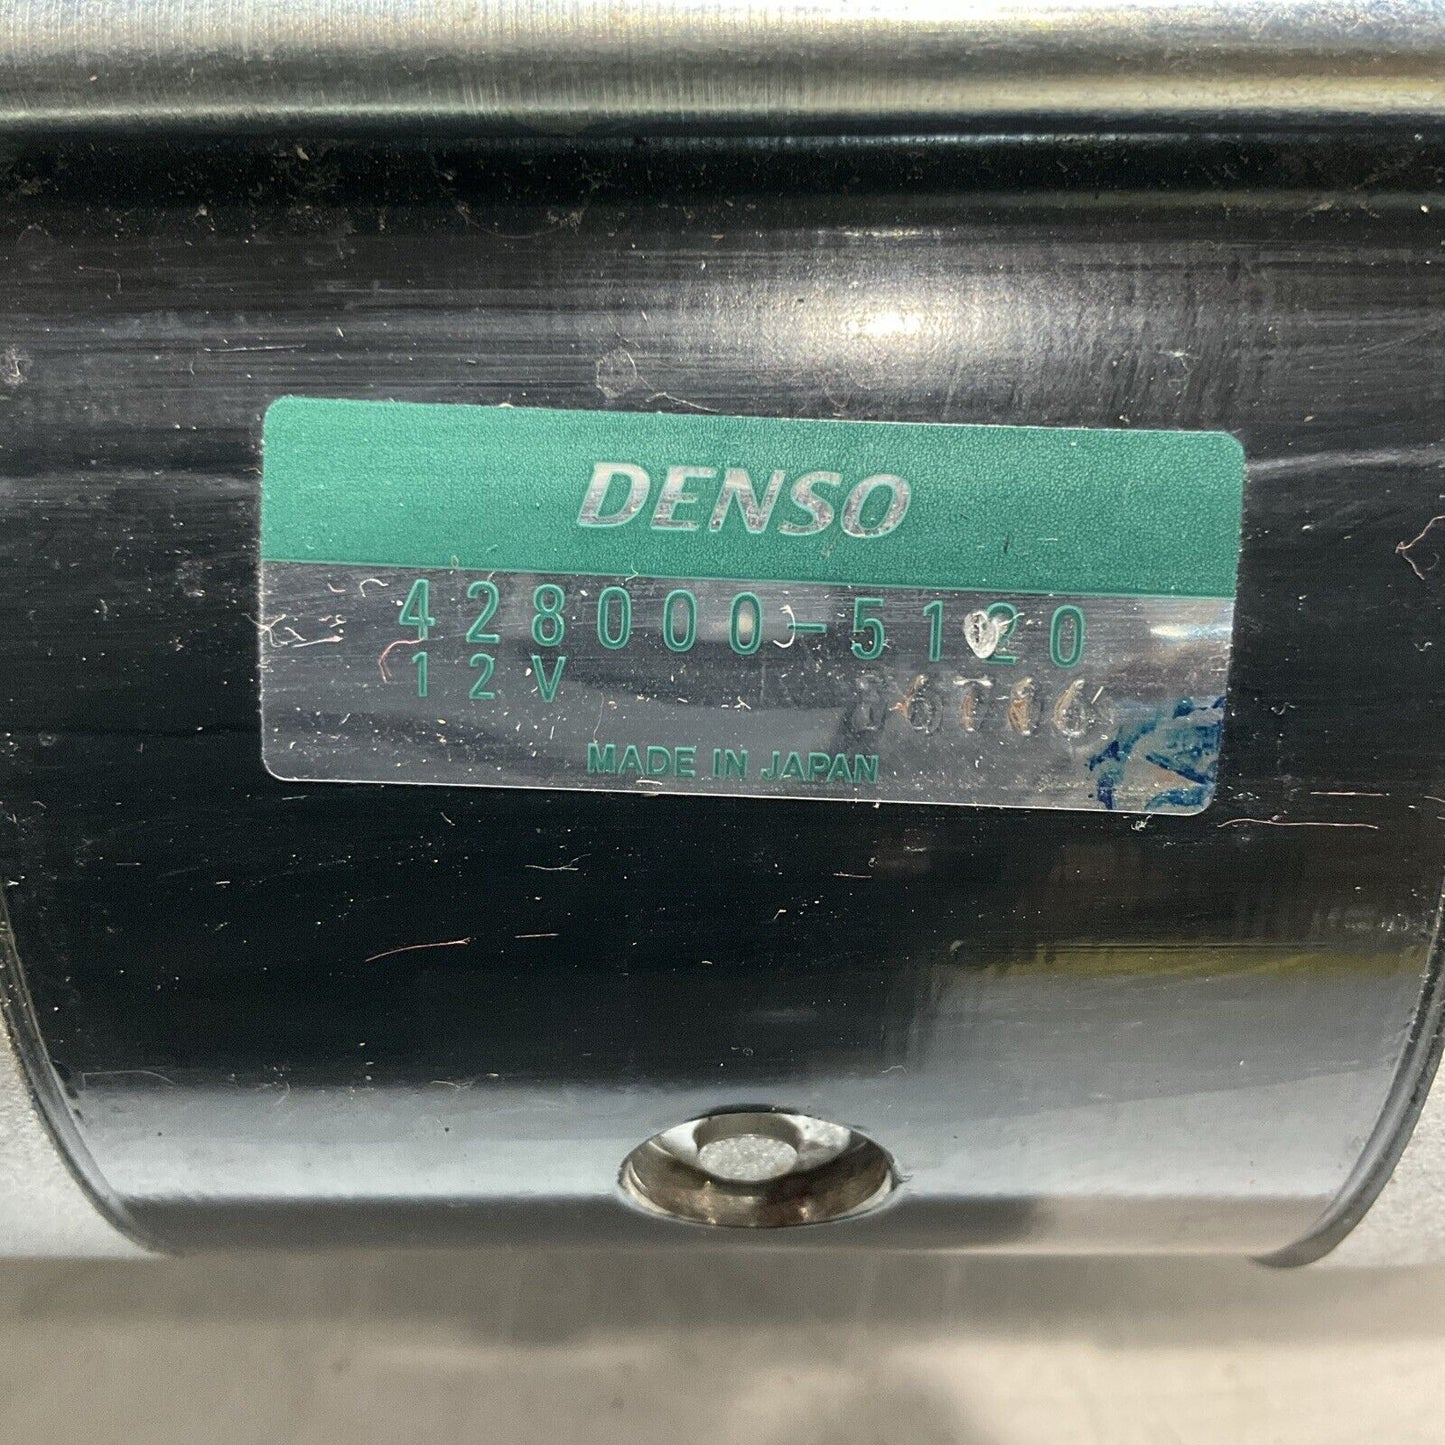 DENSO
428000-5120
12V
MADE IN JAPAN